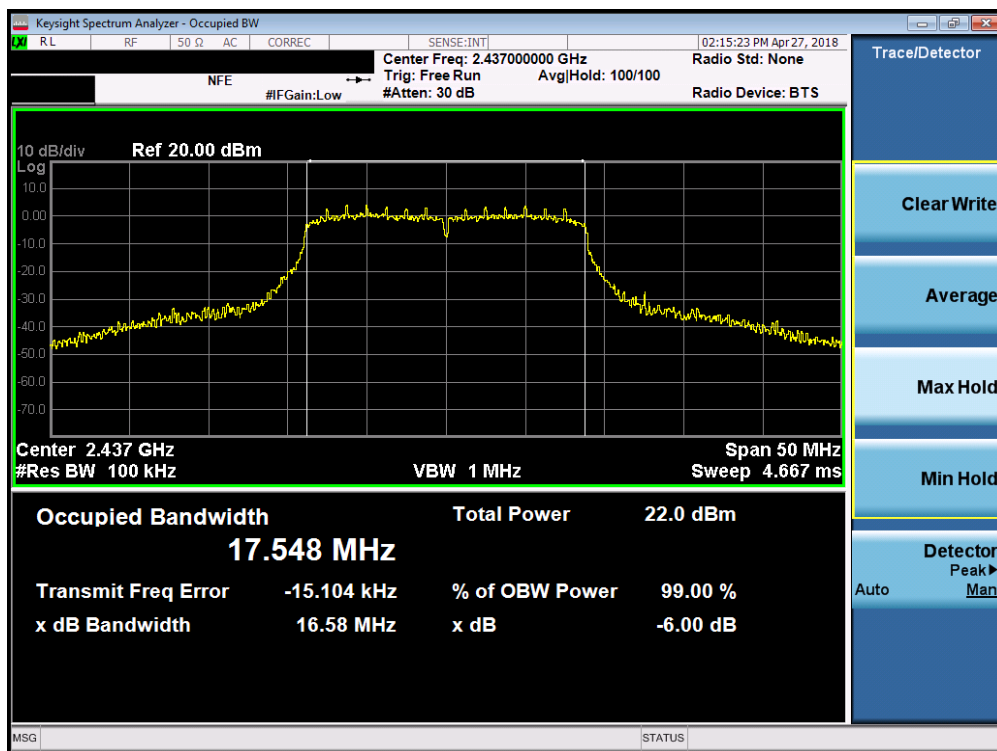 Keysight Spectrum Analyzer - Occupied BW
LXI RL RF 50 Ω AC CORREC SENSE:INT 02:15:23 PM Apr 27, 2018
Center Freq: 2.437000000 GHz Radio Std: None
NFE Trig: Free Run Avg|Hold: 100/100
#IFGain:Low #Atten: 30 dB Radio Device: BTS
Trace/Detector
10 dB/div Ref 20.00 dBm
Log
10.0
0.00
-10.0
-20.0
-30.0
-40.0
-50.0
-60.0
-70.0
Center 2.437 GHz Span 50 MHz
#Res BW 100 kHz VBW 1 MHz Sweep 4.667 ms
Occupied Bandwidth Total Power 22.0 dBm
17.548 MHz
Transmit Freq Error -15.104 kHz % of OBW Power 99.00 %
x dB Bandwidth 16.58 MHz x dB -6.00 dB
Clear Write
Average
Max Hold
Min Hold
Detector
Peak▶
Auto Man
MSG STATUS